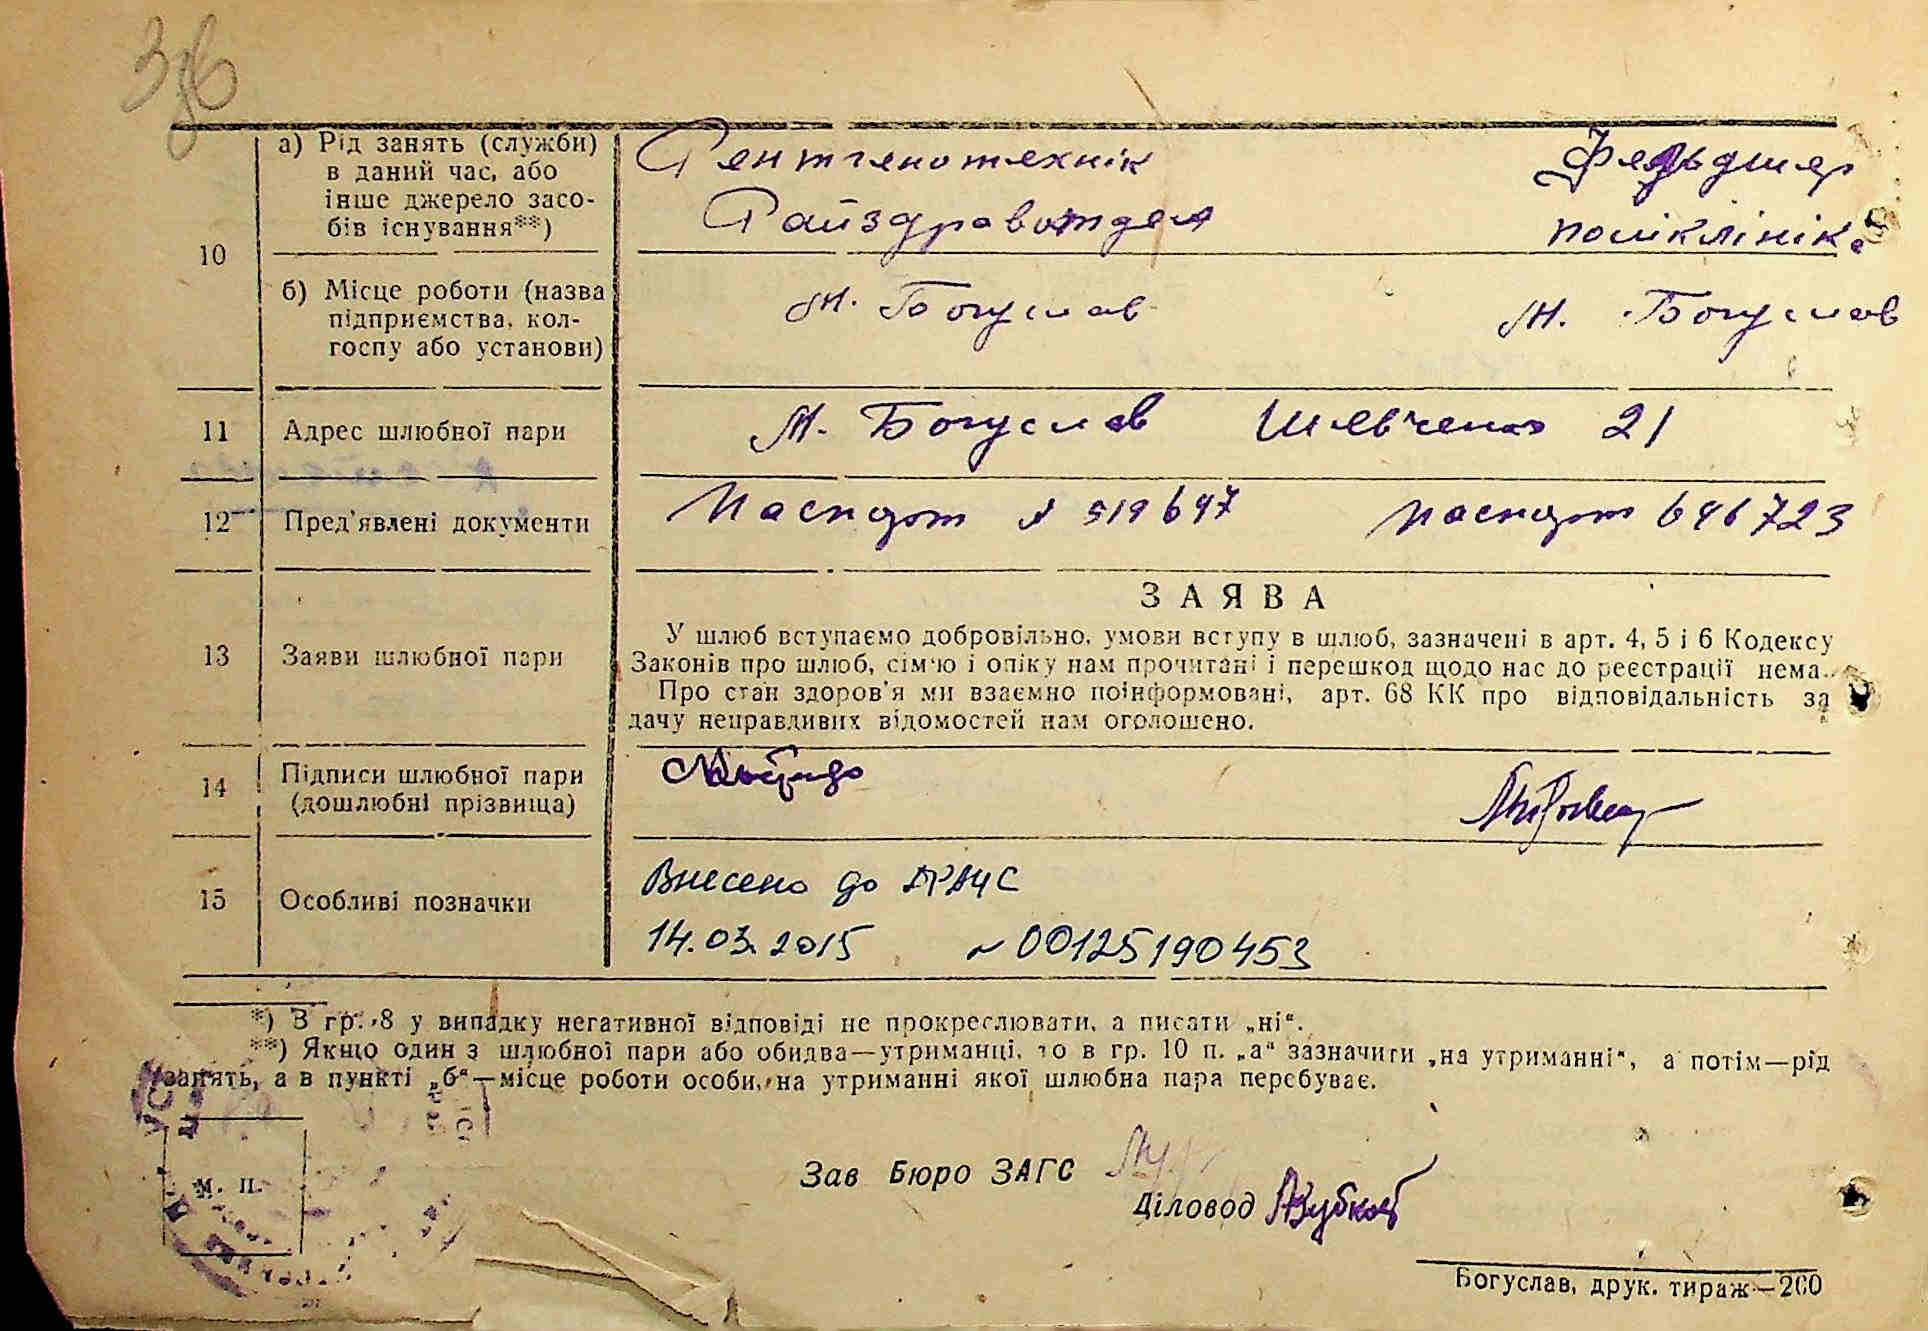 10
а) Рід занять (служби)
в даний час, або
інше джерело засо-
бів існування**)
Рентгенотехнік
Райздраввотдел
Фельдшер
поліклініка
б) Місце роботи (назва
підприємства, кол-
госпу або установи)
м. Богуслав
м. Богуслав
11 Адрес шлюбної пари м. Богуслав Шевченко 21
12 Пред'явлені документи Паспорт 519647 паспорт 646723
ЗАЯВА
13 Заяви шлюбної пари
У шлюб вступаємо добровільно, умови вступу в шлюб, зазначені в арт. 4, 5 і 6 Кодексу
Законів про шлюб, сім'ю і опіку нам прочитані і перешкод щодо нас до реєстрації нема.
Про стан здоров'я ми взаємно поінформовані, арт. 68 КК про відповідальність за
дачу неправдивих відомостей нам оголошено.
14 Підписи шлюбної пари
(дошлюбні прізвища)
15 Особливі позначки
Внесено до ДРАЦС
14.03.2015 ~ 00125190453
*) В гр. 8 у випадку негативної відповіді не прокреслювати, а писати „ні“.
**) Якщо один з шлюбної пари або обидва—утриманці, то в гр. 10 п. „а“ зазначити „на утриманні“, а потім—рід
занять, а в пункті „б“—місце роботи особи, на утриманні якої шлюбна пара перебуває.
м. п.
Зав Бюро ЗАГС
Діловод
Богуслав, друк. тираж—200